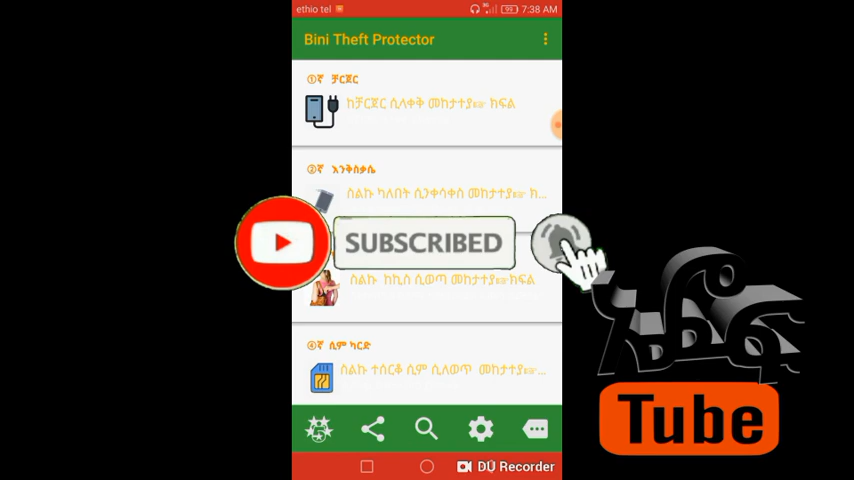 ethio tel
99
7:38 AM
Bini Theft Protector
①ኛ ቻርጀር
ከቻርጀር ሲላቀቅ መከታተያ☞ ክፍል
②ኛ እንቅስቃሴ
ስልኩ ካለበት ሲንቀሳቀስ መከታተያ☞ ክ...
SUBSCRIBED
ስልኩ ከኪስ ሲወጣ መከታተያ☞ክፍል
④ኛ ሲም ካርድ
ስልኩ ተሰርቆ ሲም ሲለወጥ መከታተያ☞...
Tube
DU Recorder